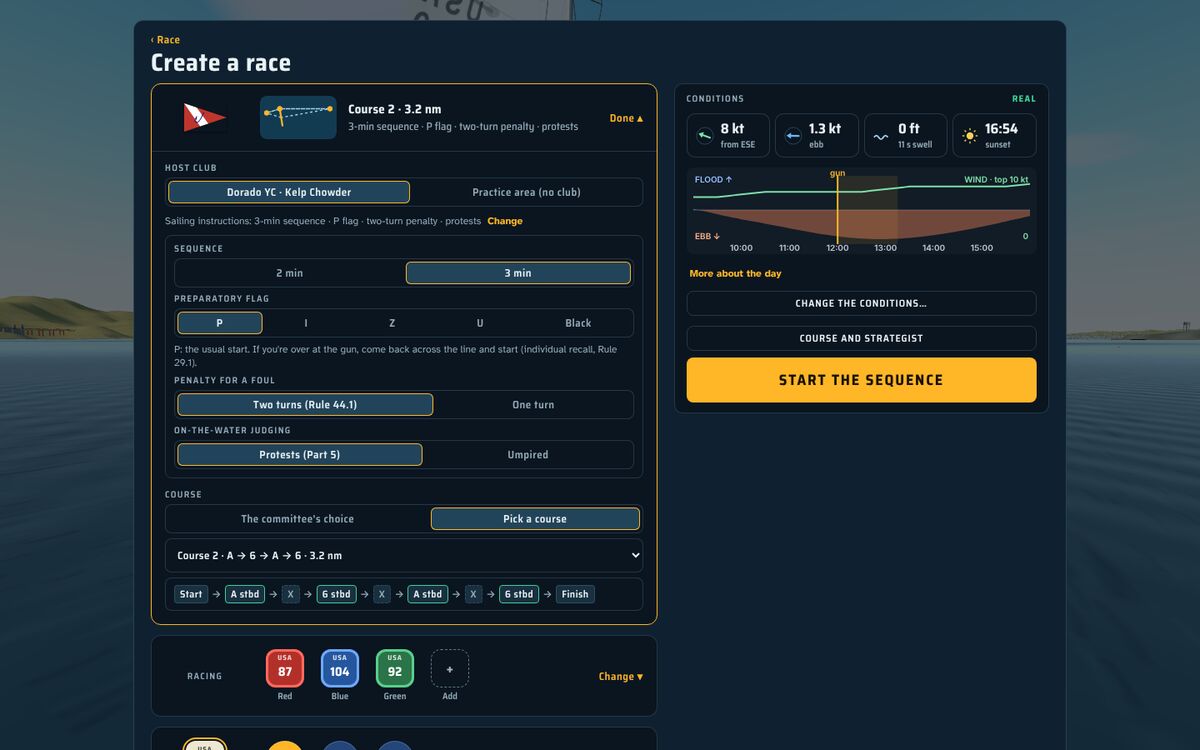 ‹ Race
Create a race
Course 2 · 3.2 nm
3-min sequence · P flag · two-turn penalty · protests
Done ▴
HOST CLUB
Dorado YC · Kelp Chowder
Practice area (no club)
Sailing instructions: 3-min sequence · P flag · two-turn penalty · protests Change
SEQUENCE
2 min
3 min
PREPARATORY FLAG
P
I
Z
U
Black
P: the usual start. If you're over at the gun, come back across the line and start (individual recall, Rule
29.1).
PENALTY FOR A FOUL
Two turns (Rule 44.1)
One turn
ON-THE-WATER JUDGING
Protests (Part 5)
Umpired
COURSE
The committee's choice
Pick a course
Course 2 · A → 6 → A → 6 · 3.2 nm
Start → A stbd → X → 6 stbd → X → A stbd → X → 6 stbd → Finish
RACING
USA
87
Red
USA
104
Blue
USA
92
Green
+
Add
Change ▾
USA
CONDITIONS
REAL
8 kt
from ESE
1.3 kt
ebb
0 ft
11 s swell
16:54
sunset
gun
FLOOD ↑
WIND · top 10 kt
EBB ↓
0
10:00 11:00 12:00 13:00 14:00 15:00
More about the day
CHANGE THE CONDITIONS…
COURSE AND STRATEGIST
START THE SEQUENCE